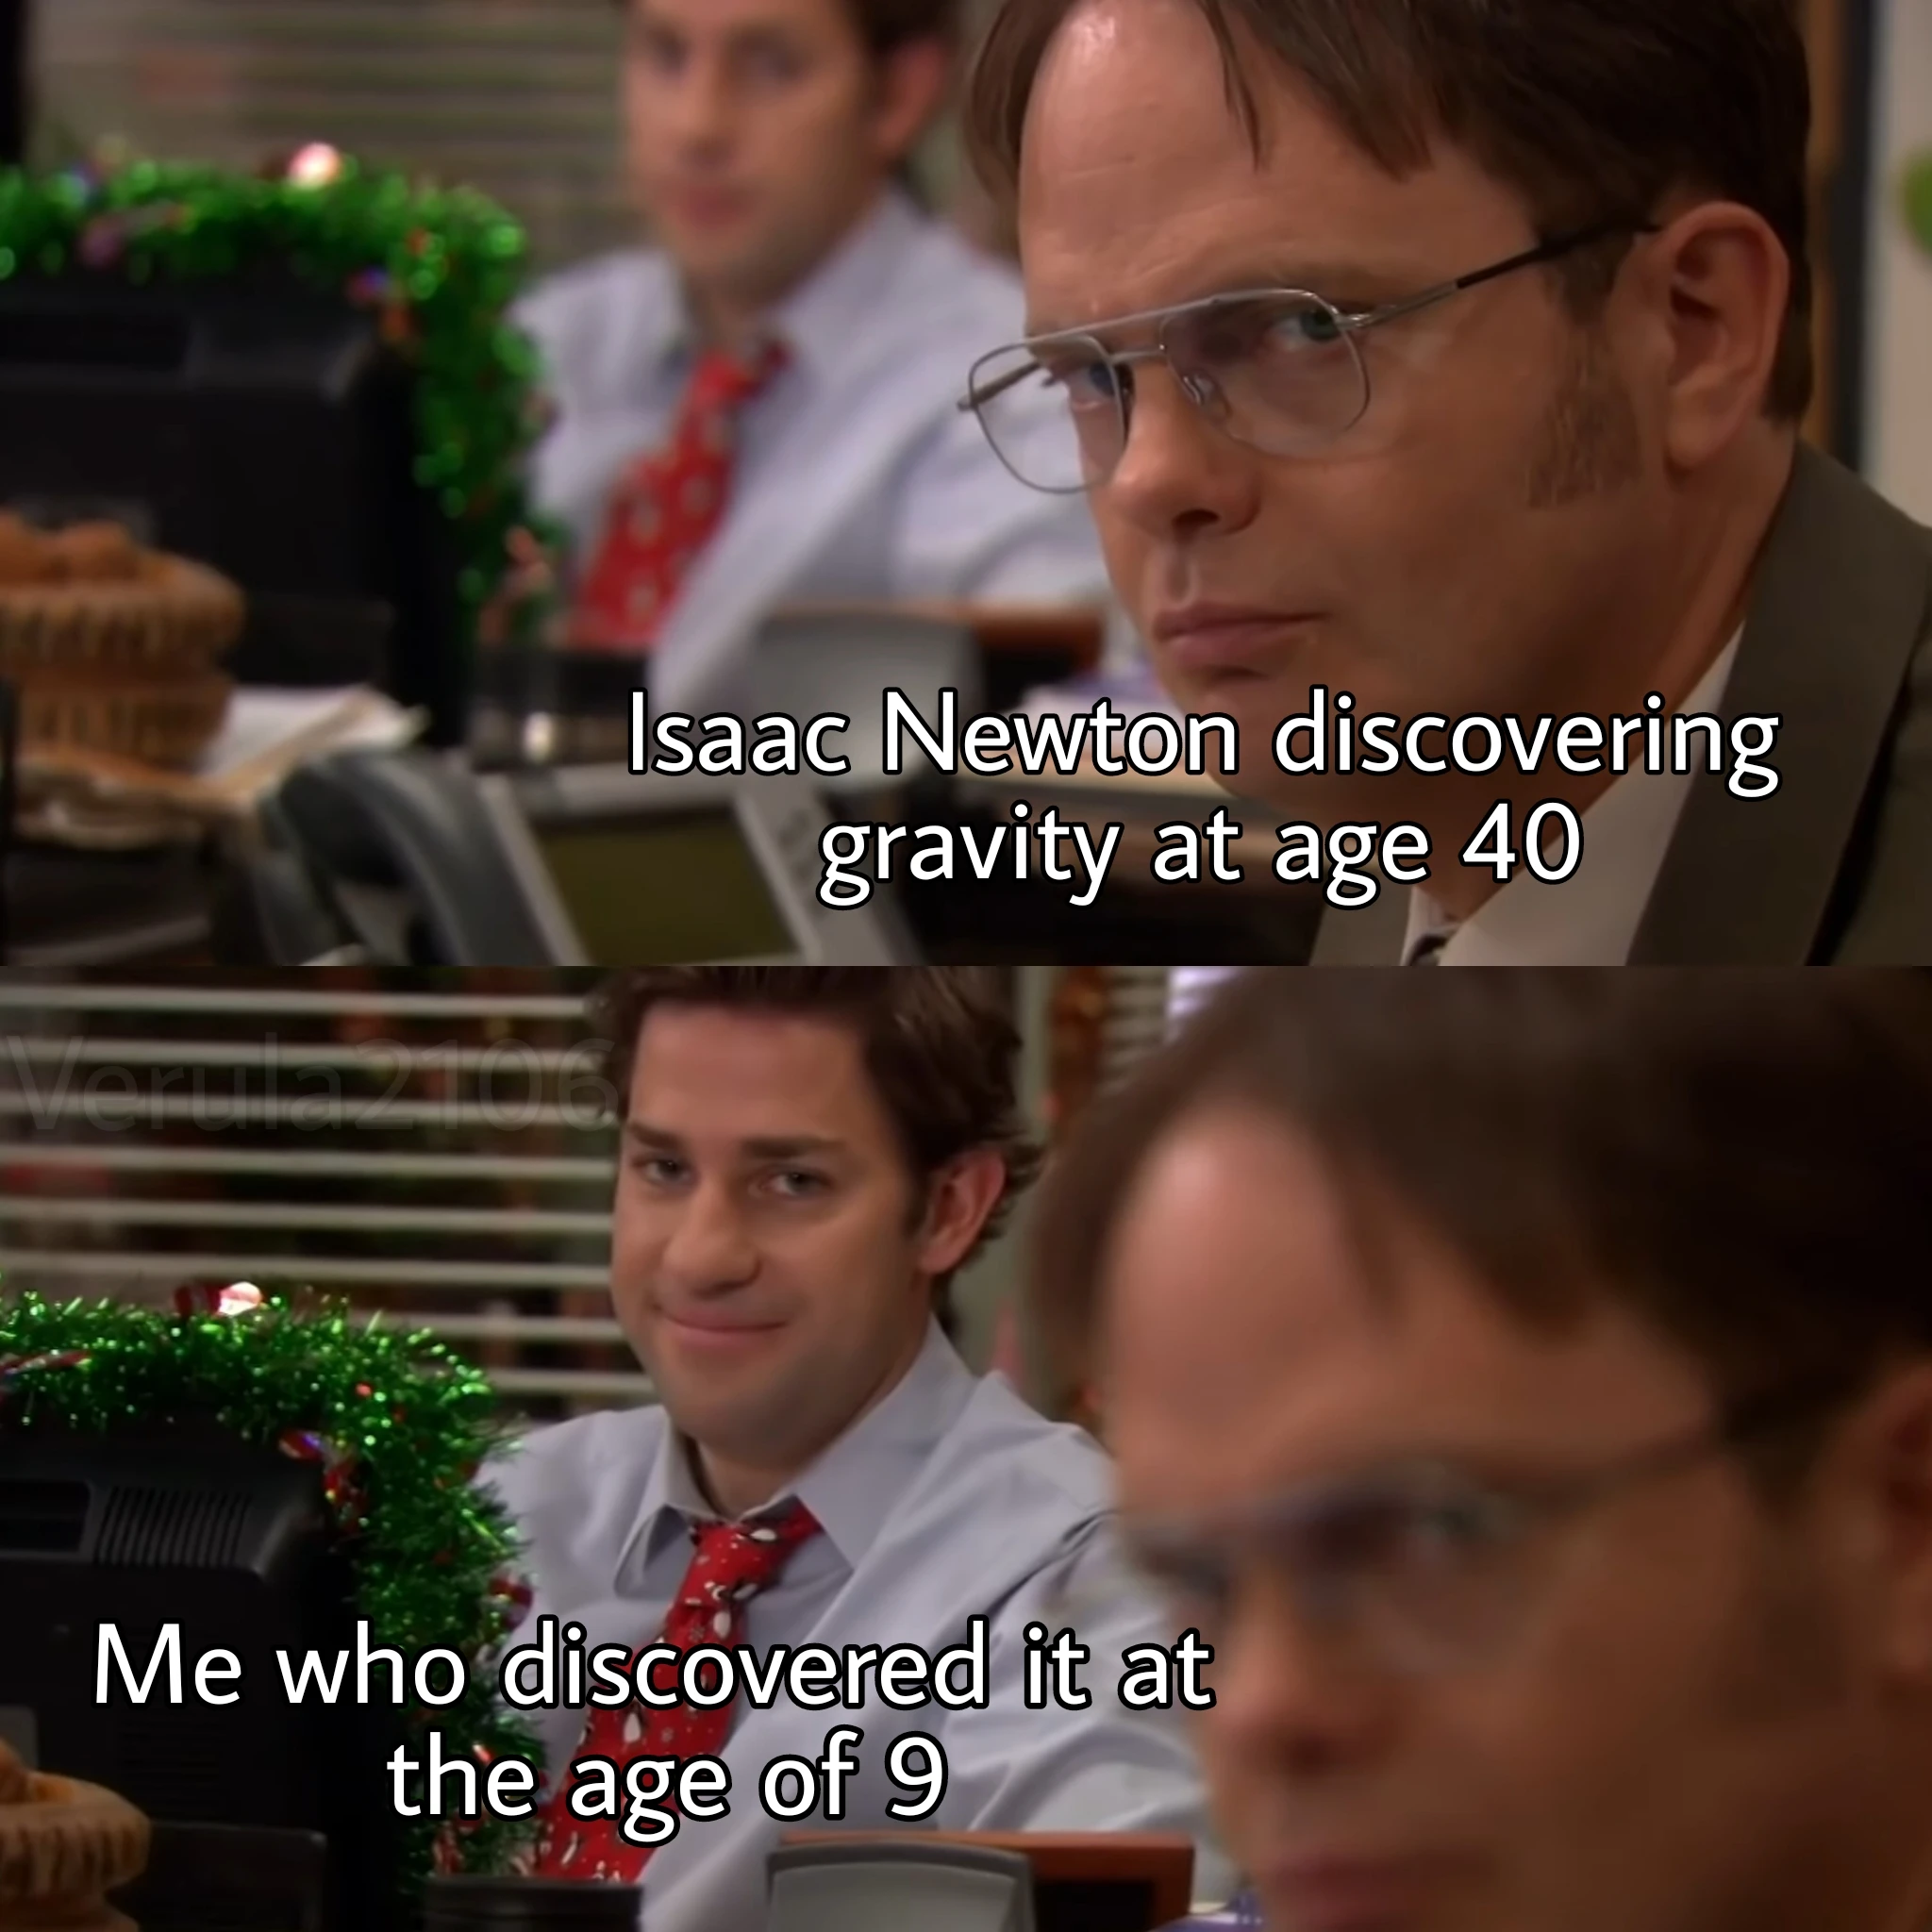 Isaac Newton discovering
gravity at age 40
Verula2106
Me who discovered it at
the age of 9